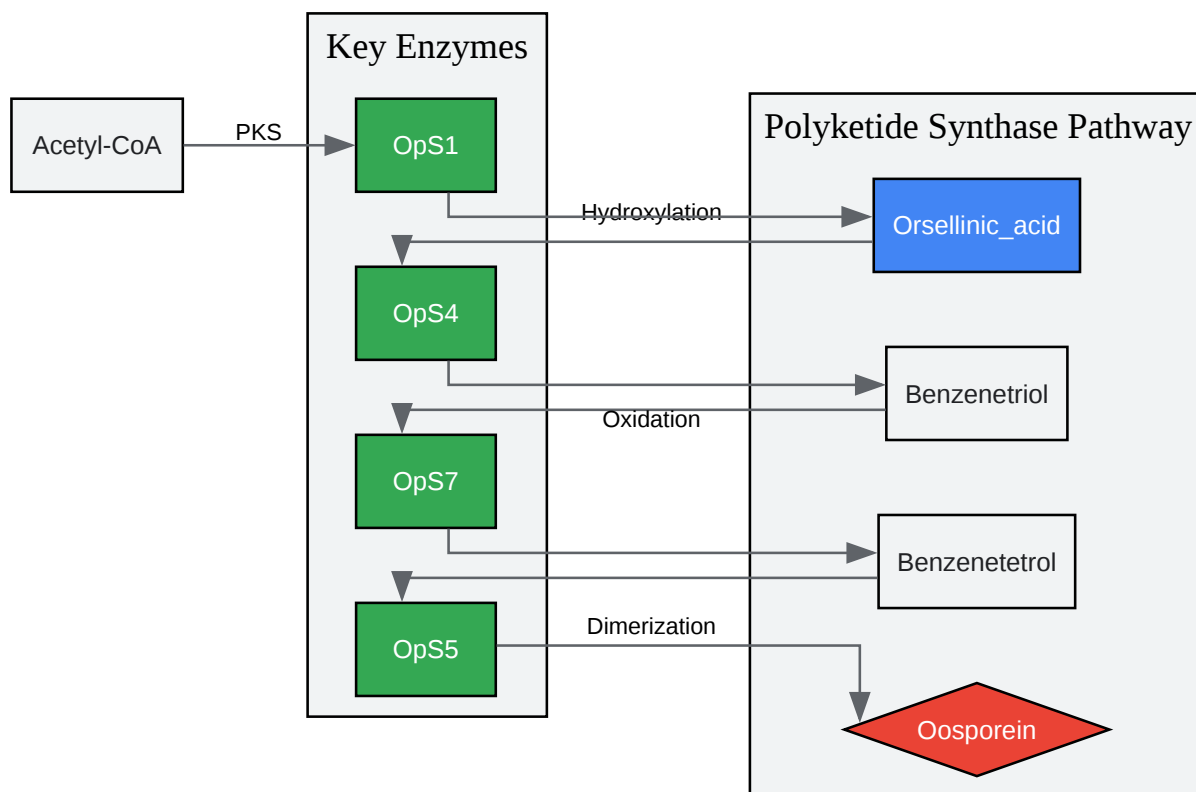 Key Enzymes
Polyketide Synthase Pathway
Acetyl-CoA
PKS
OpS1
Hydroxylation
Orsellinic_acid
OpS4
Benzenetriol
Oxidation
OpS7
Benzenetetrol
Dimerization
OpS5
Oosporein